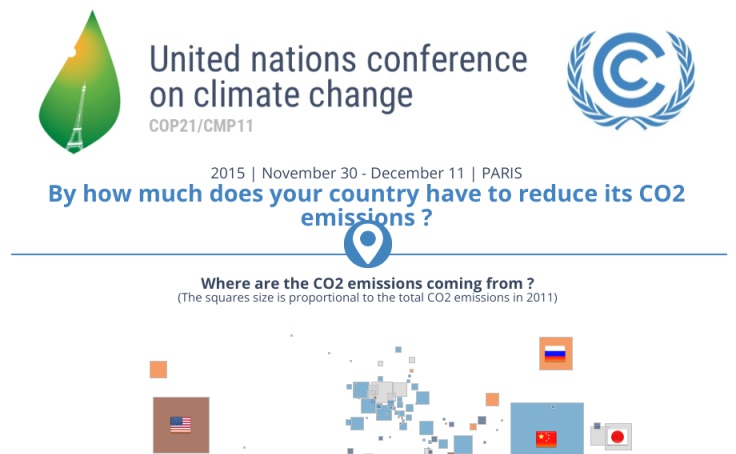 United nations conference
on climate change
COP21/CMP11
2015 | November 30 - December 11 | PARIS
By how much does your country have to reduce its CO2
emissions ?
Where are the CO2 emissions coming from ?
(The squares size is proportional to the total CO2 emissions in 2011)